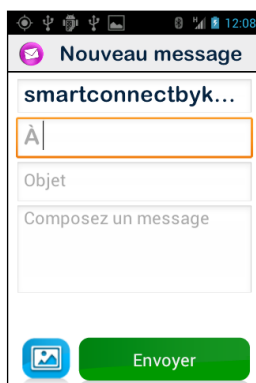 12:08
Nouveau message
smartconnectbyk...
À
Objet
Composez un message
Envoyer